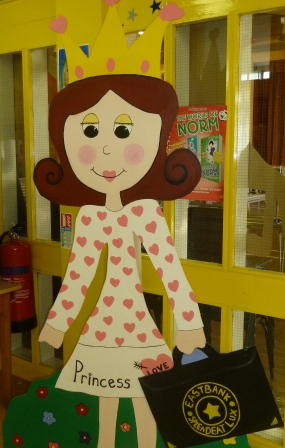 THE WORLD OF
NORM
Princess LOVE
EASTBANK
SPLENDEAT LUX